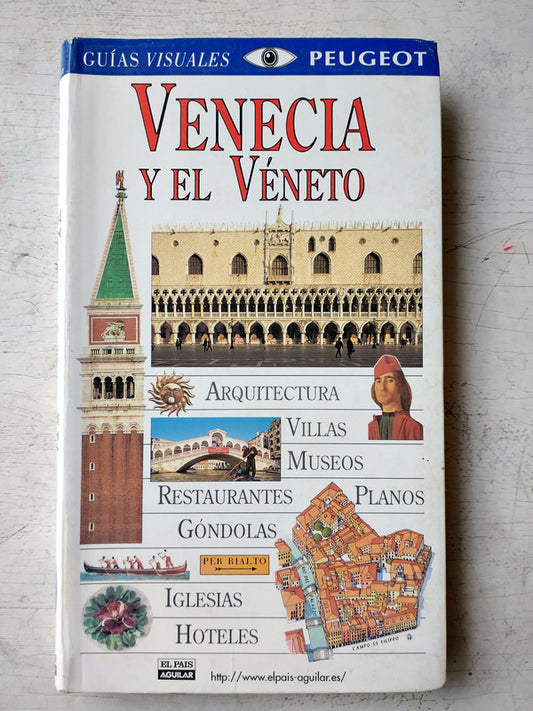 GUÍAS VISUALES PEUGEOT
VENECIA
Y EL VÉNETO
ARQUITECTURA
VILLAS
MUSEOS
RESTAURANTES PLANOS
GÓNDOLAS
PER RIALTO
IGLESIAS
HOTELES
CAMPO SS FILIPPO
EL PAIS
AGUILAR
http://www.elpais-aguilar.es/